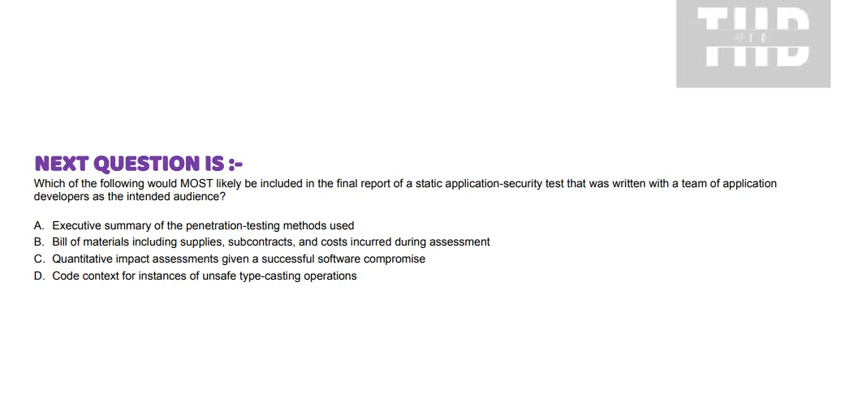 THD
NEXT QUESTION IS :-
Which of the following would MOST likely be included in the final report of a static application-security test that was written with a team of application
developers as the intended audience?
A. Executive summary of the penetration-testing methods used
B. Bill of materials including supplies, subcontracts, and costs incurred during assessment
C. Quantitative impact assessments given a successful software compromise
D. Code context for instances of unsafe type-casting operations